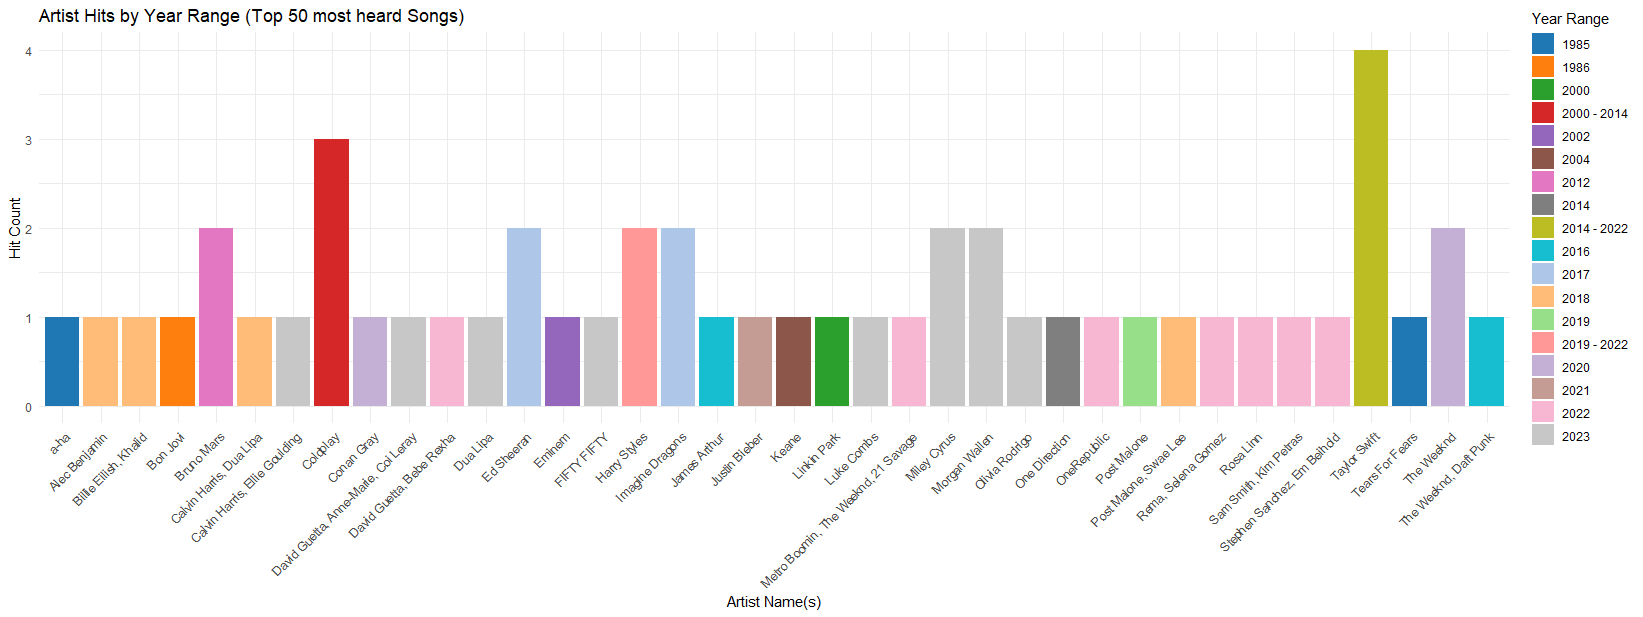 Artist Hits by Year Range (Top 50 most heard Songs)
Hit Count
4
3
2
1
0
a-ha
Alec Benjamin
Billie Eilish, Khalid
Bon Jovi
Bruno Mars
Calvin Harris, Dua Lipa
Calvin Harris, Ellie Goulding
Coldplay
Conan Gray
David Guetta, Anne-Marie, Coi Leray
David Guetta, Bebe Rexha
Dua Lipa
Ed Sheeran
Eminem
FIFTY FIFTY
Harry Styles
Imagine Dragons
James Arthur
Justin Bieber
Keane
Linkin Park
Luke Combs
Metro Boomin, The Weeknd, 21 Savage
Miley Cyrus
Morgan Wallen
Olivia Rodrigo
One Direction
OneRepublic
Post Malone
Post Malone, Swae Lee
Rema, Selena Gomez
Rosa Linn
Sam Smith, Kim Petras
Stephen Sanchez, Em Beihold
Taylor Swift
Tears For Fears
The Weeknd
The Weeknd, Daft Punk
Artist Name(s)
Year Range
1985
1986
2000
2000 - 2014
2002
2004
2012
2014
2014 - 2022
2016
2017
2018
2019
2019 - 2022
2020
2021
2022
2023